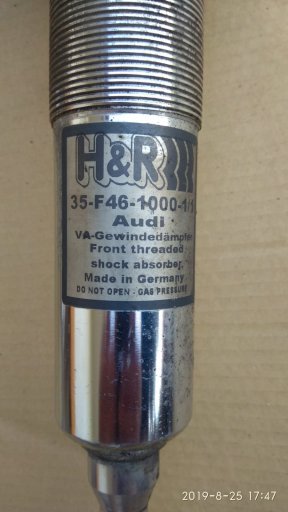 H&R
35-F46-1000-1/1
Audi
VA-Gewindedämpfer
Front threaded
shock absorber
Made in Germany
DO NOT OPEN - GAS PRESSURE
2019-8-25 17:47